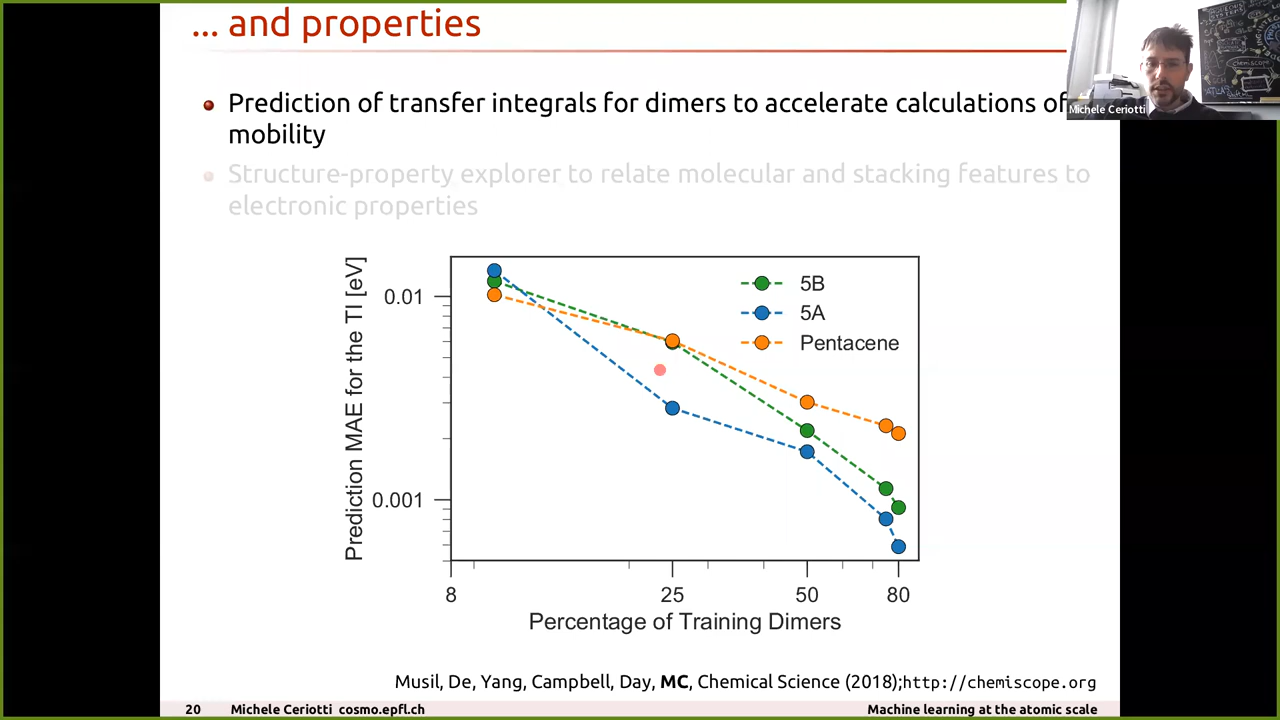 ... and properties
Prediction of transfer integrals for dimers to accelerate calculations of
mobility
Structure-property explorer to relate molecular and stacking features to
electronic properties
Michele Ceriotti
chemiscope
Prediction MAE for the TI [eV]
0.01
0.001
5B
5A
Pentacene
8
25
50
80
Percentage of Training Dimers
Musil, De, Yang, Campbell, Day, MC, Chemical Science (2018);http://chemiscope.org
20
Michele Ceriotti cosmo.epfl.ch
Machine learning at the atomic scale